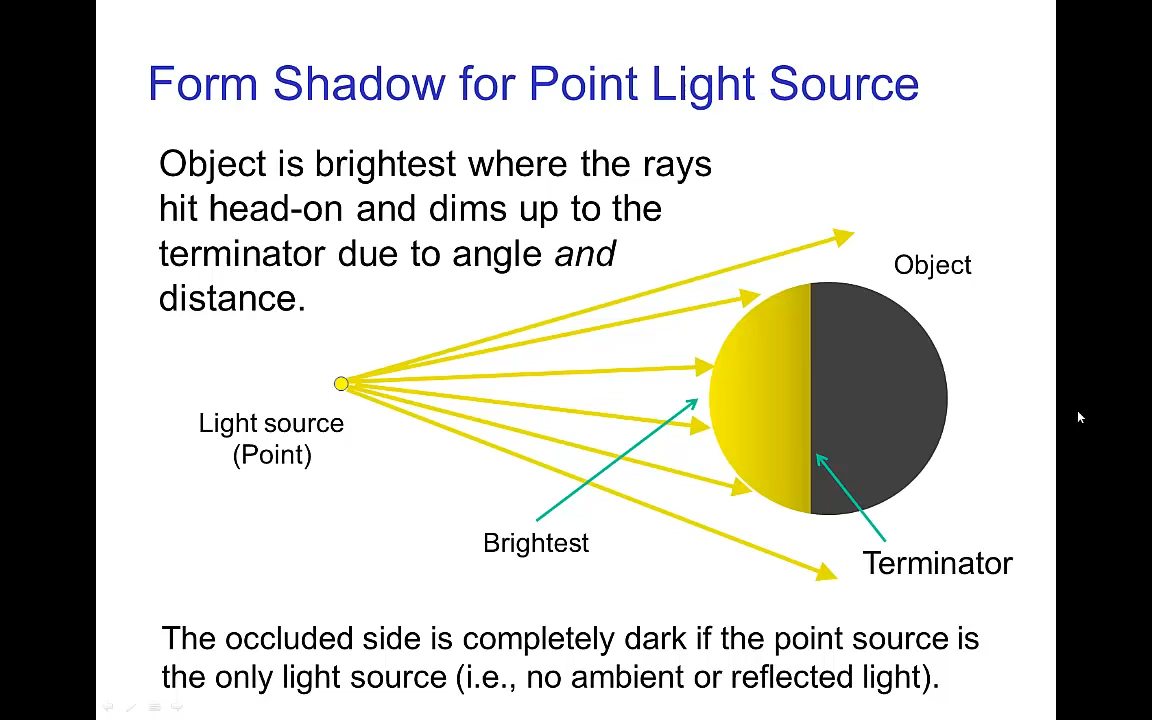 Form Shadow for Point Light Source
Object is brightest where the rays
hit head-on and dims up to the
terminator due to angle and
distance.
Object
Light source
(Point)
Brightest
Terminator
The occluded side is completely dark if the point source is
the only light source (i.e., no ambient or reflected light).